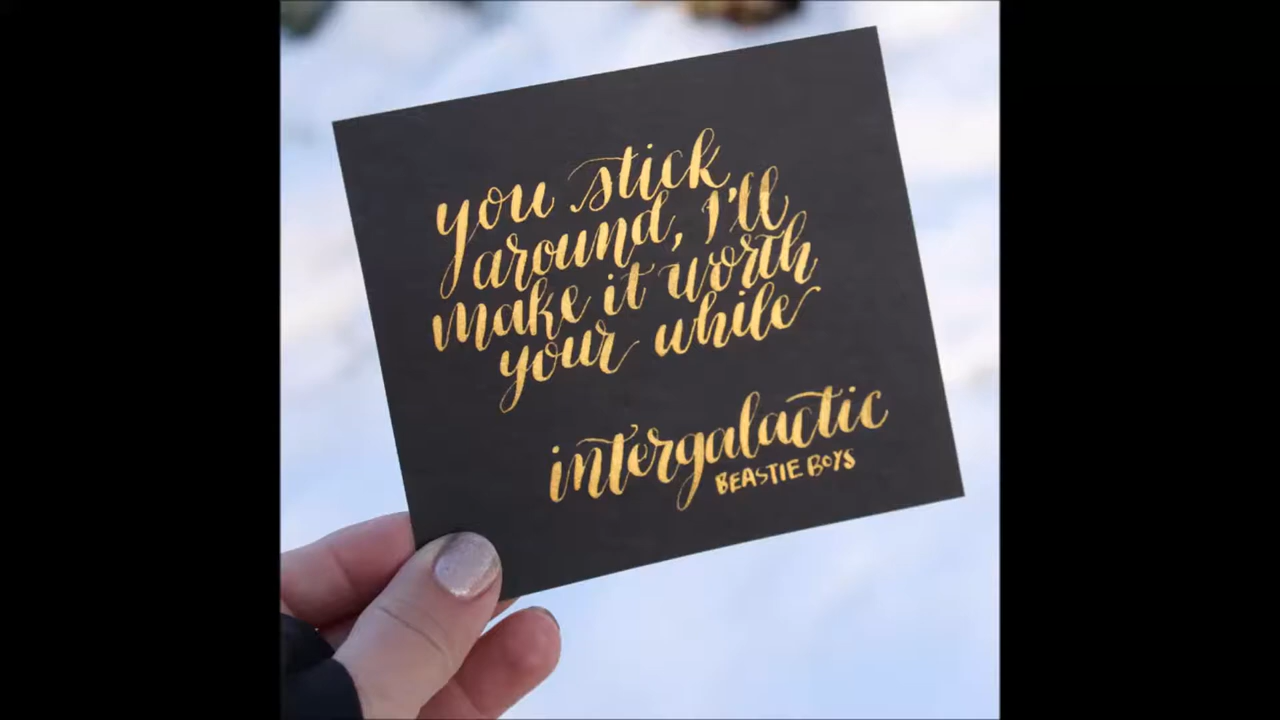 you stick
around, I'll
make it worth
your while
intergalactic
BEASTIE BOYS